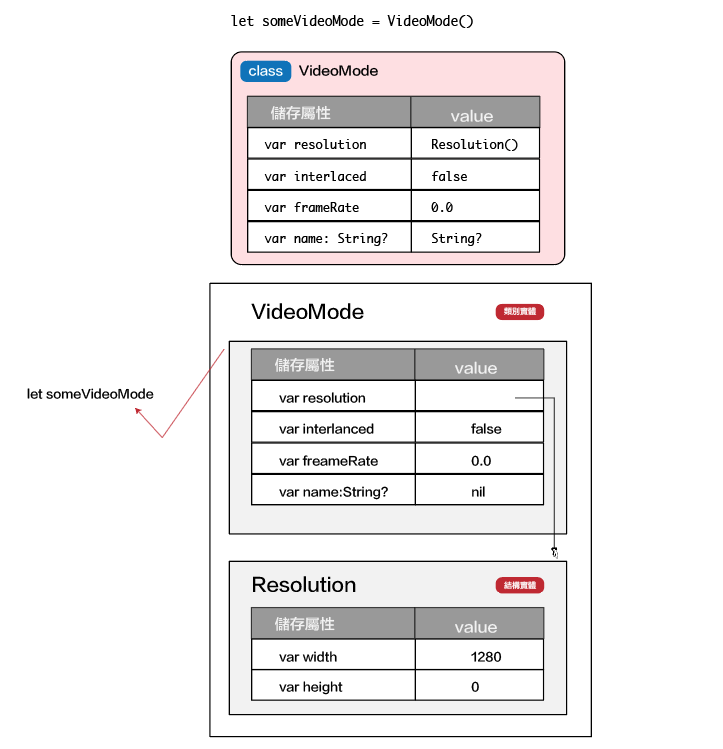 let someVideoMode = VideoMode()
class VideoMode
儲存屬性 value
var resolution Resolution()
var interlaced false
var frameRate 0.0
var name: String? String?
VideoMode 類別實體
儲存屬性 value
let someVideoMode
var resolution
var interlanced false
var freameRate 0.0
var name:String? nil
Resolution 結構實體
儲存屬性 value
var width 1280
var height 0